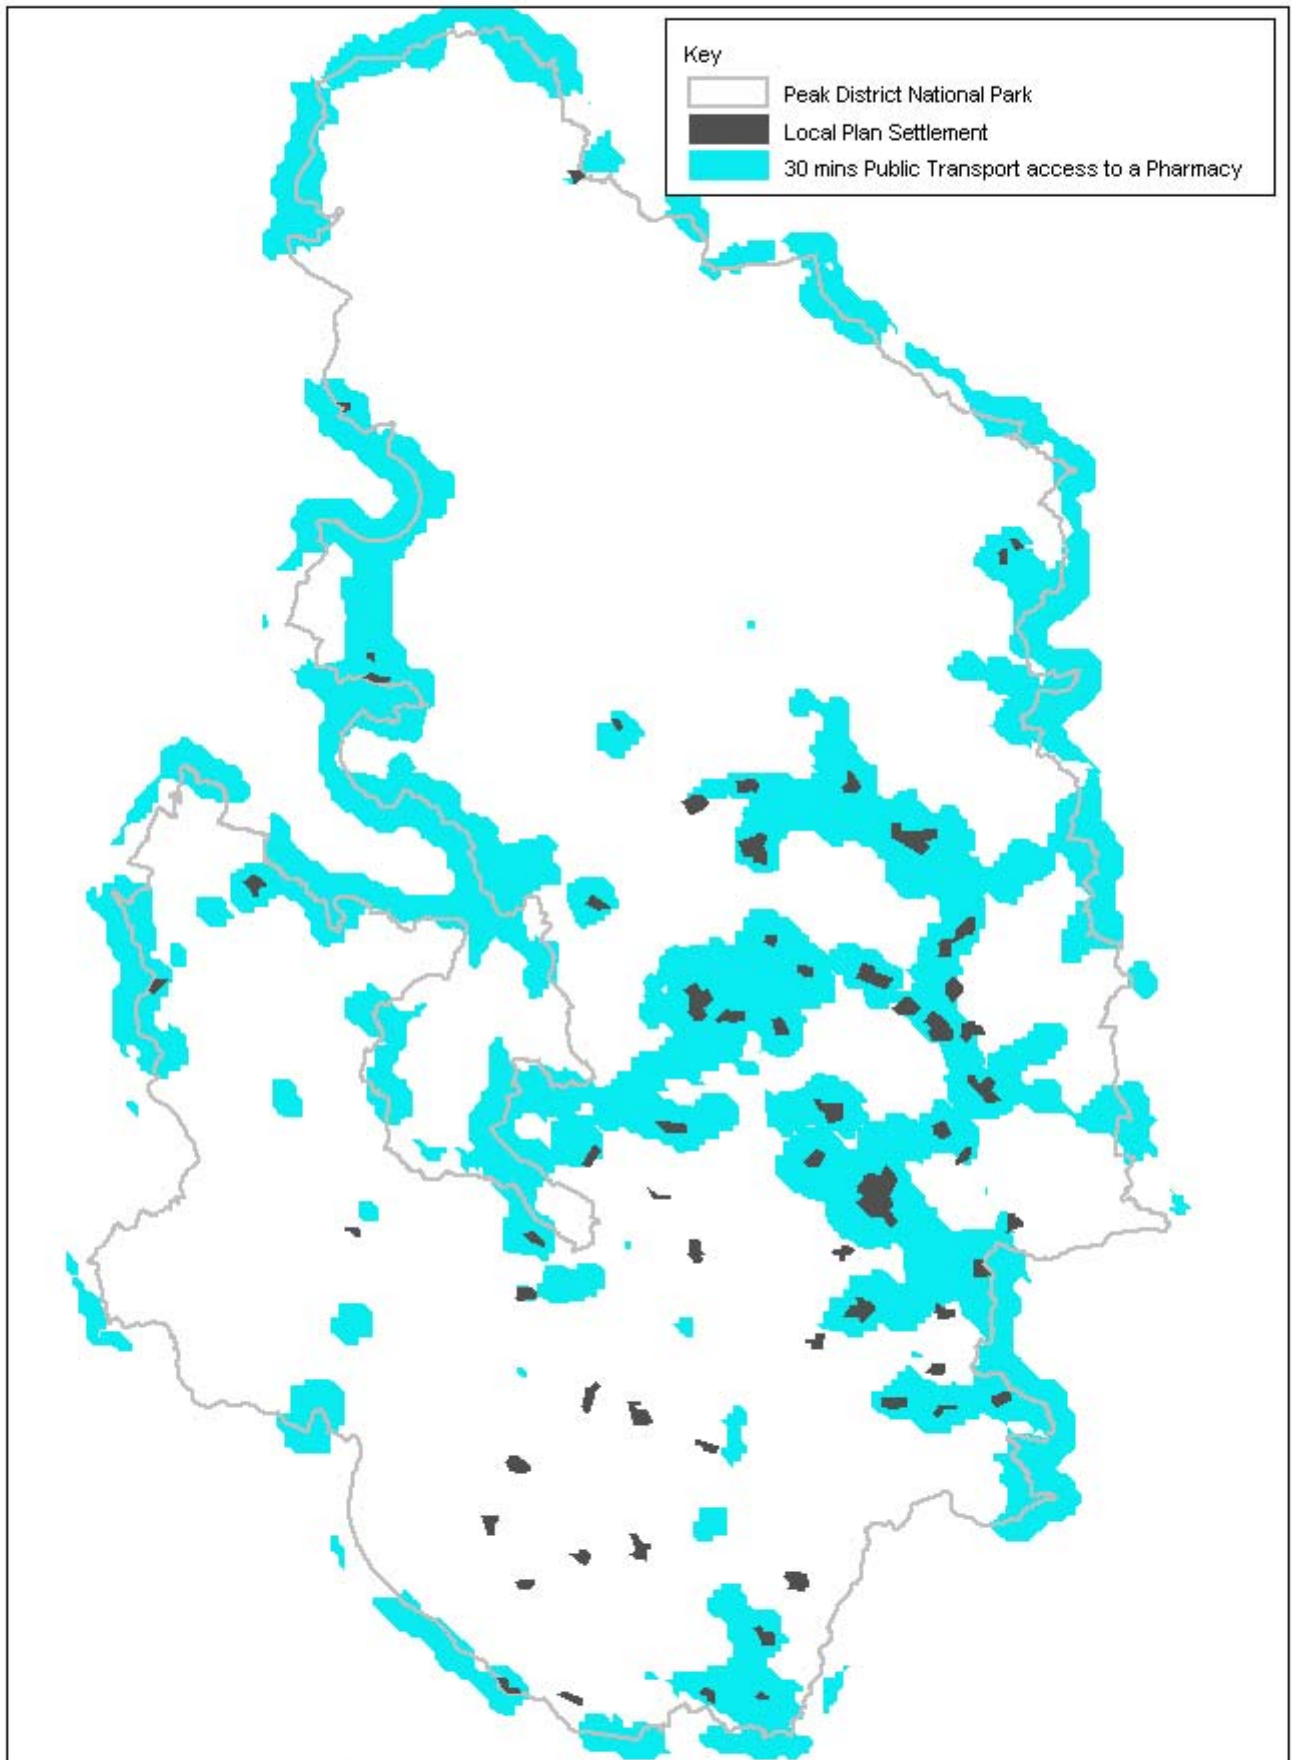 Key
Peak District National Park
Local Plan Settlement
30 mins Public Transport access to a Pharmacy